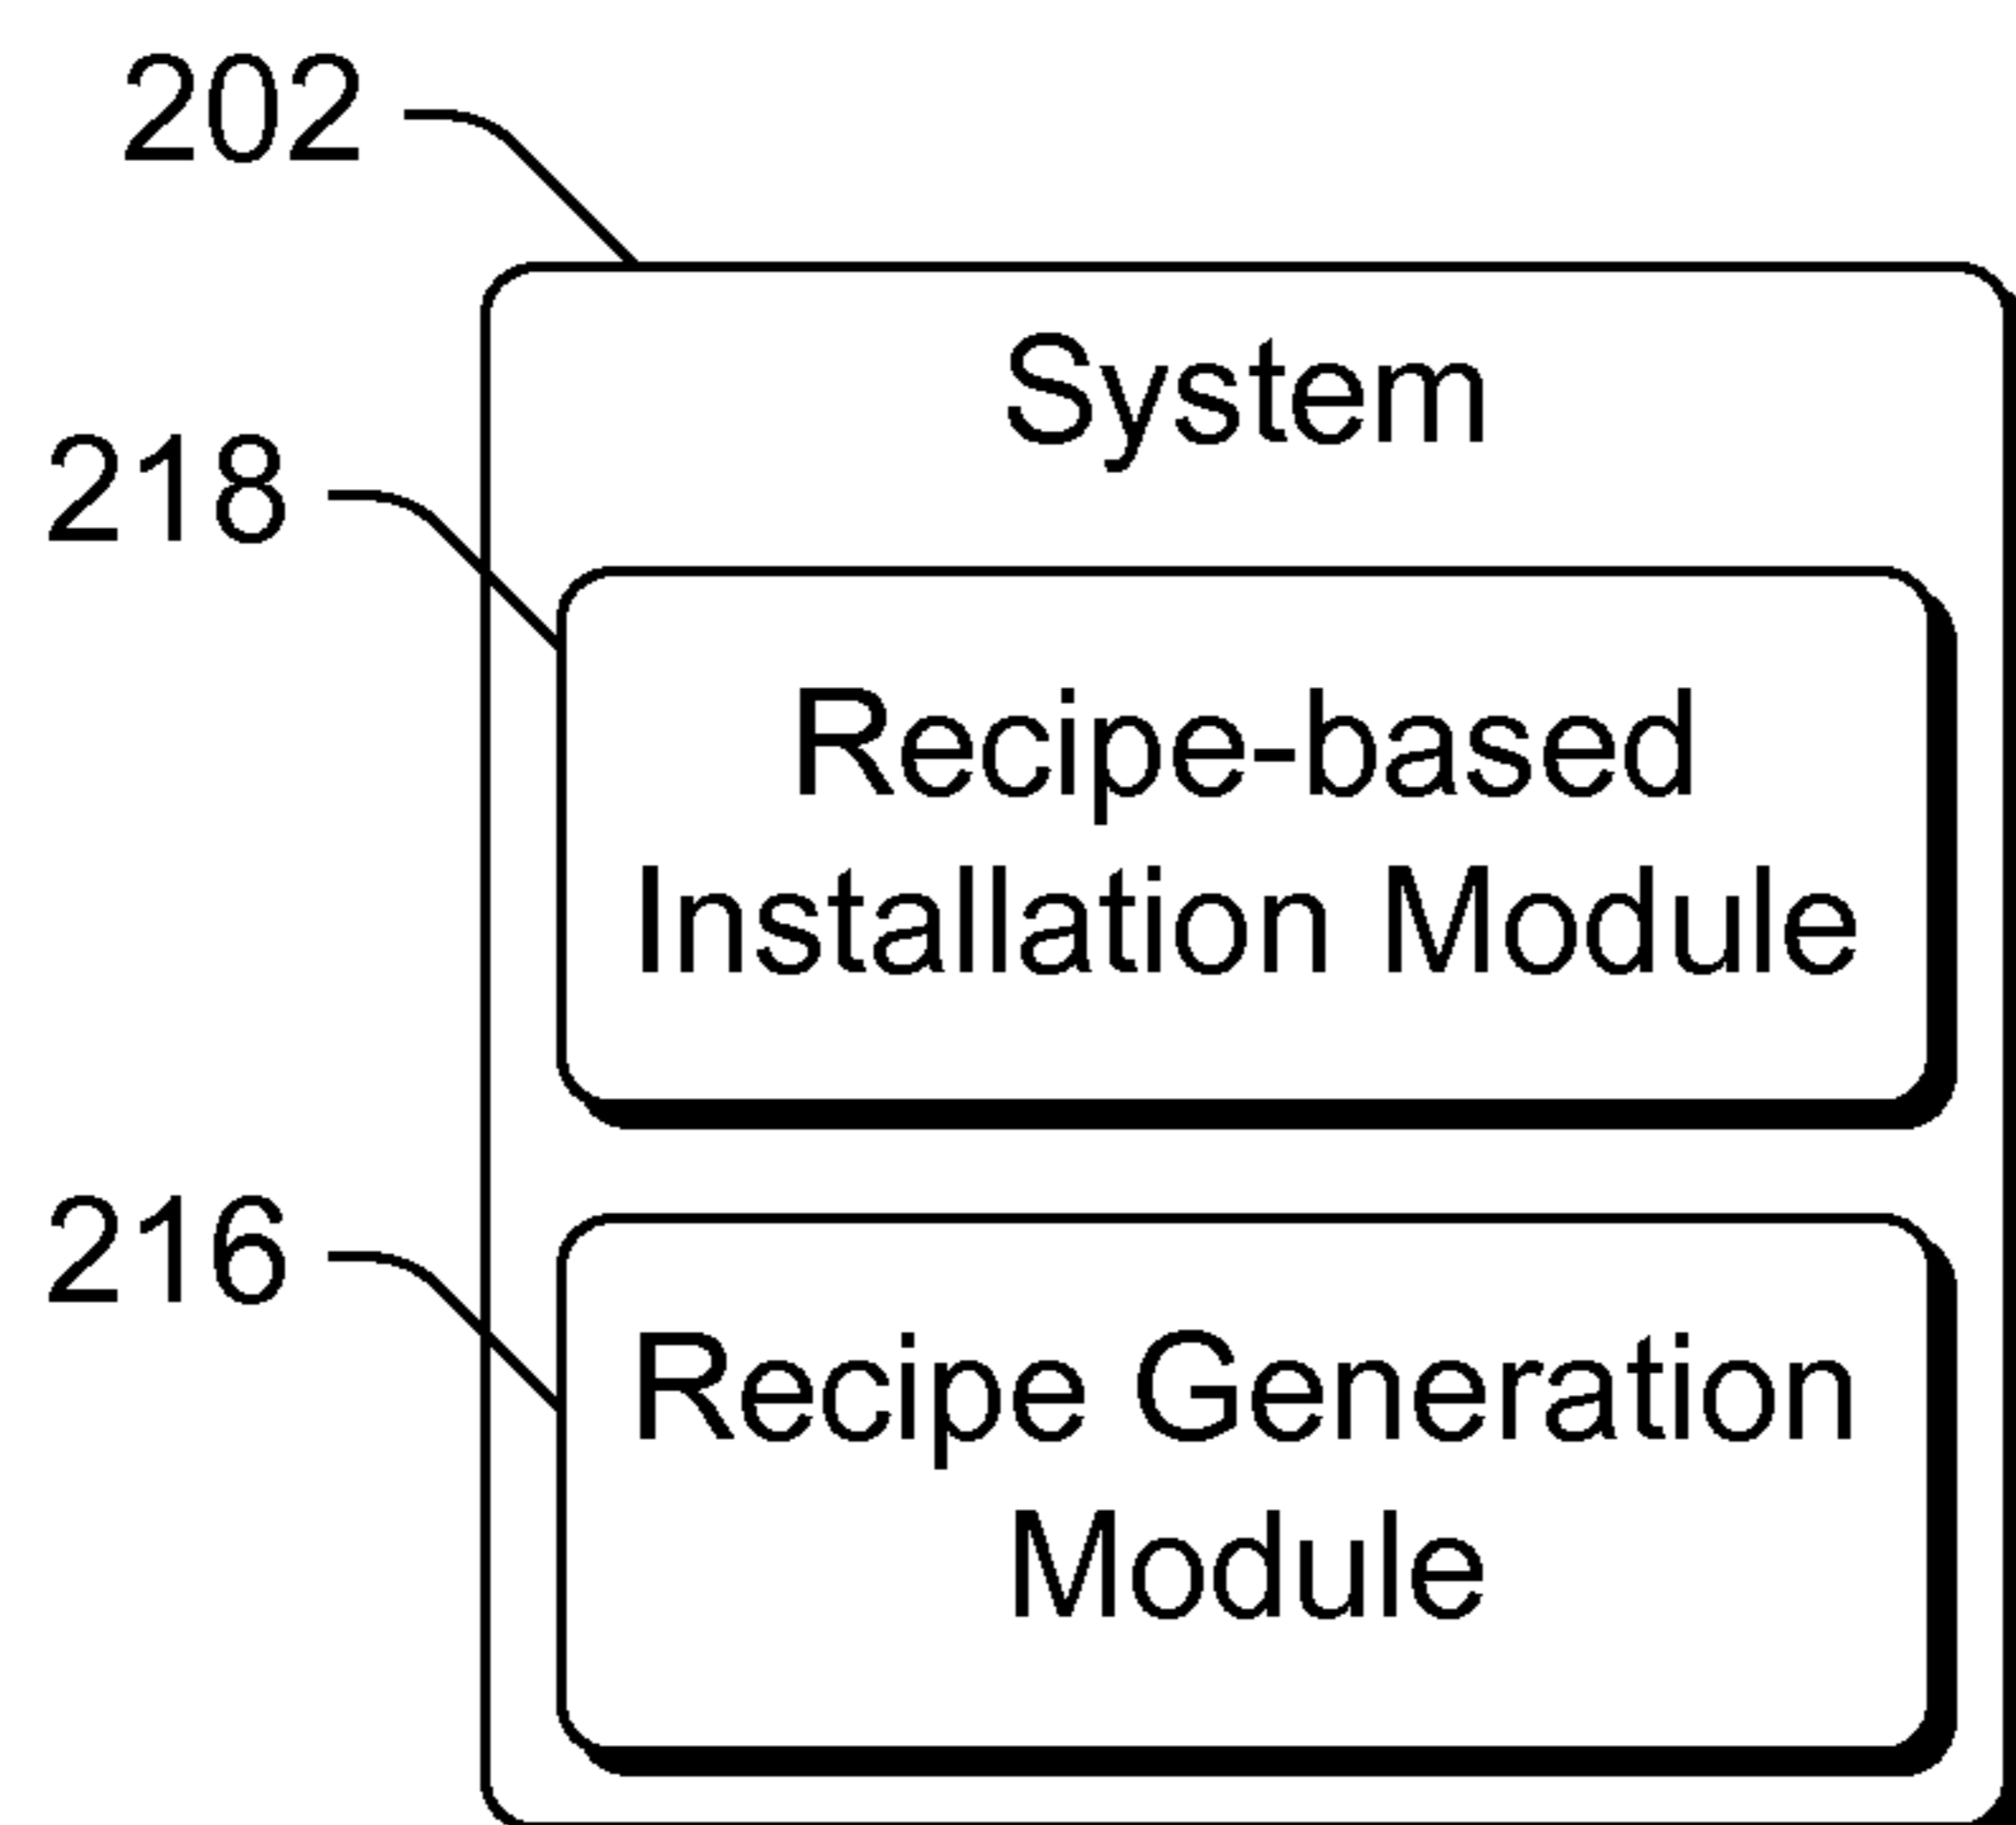 202
System
218
Recipe-based
Installation Module
216
Recipe Generation
Module